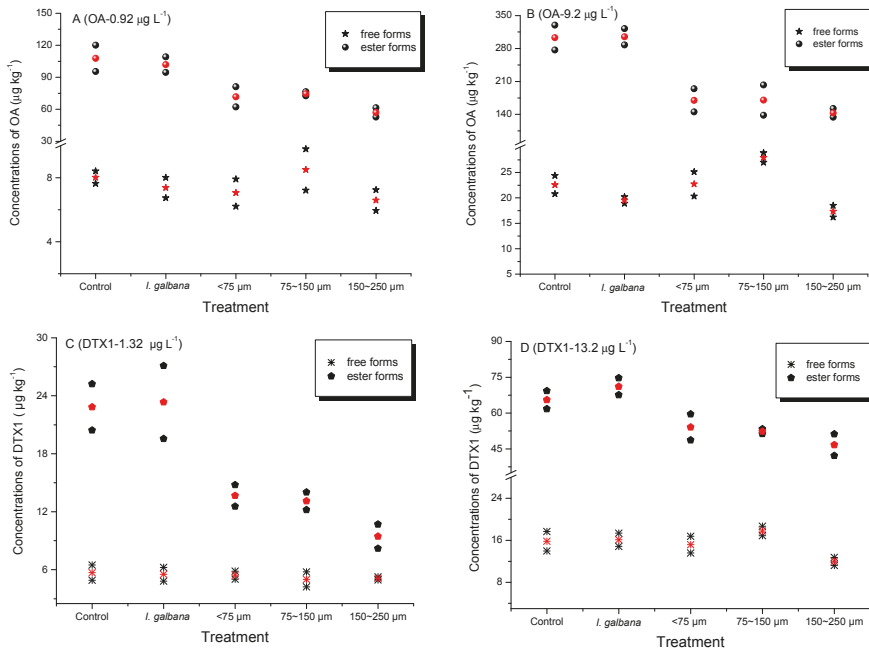 A (OA-0.92 µg L⁻¹)
free forms
ester forms
150
120
90
60
30
8
4
Concentrations of OA (µg kg⁻¹)
Control
I. galbana
<75 µm
75~150 µm
150~250 µm
Treatment
B (OA-9.2 µg L⁻¹)
free forms
ester forms
350
280
210
140
25
20
15
10
5
Concentrations of OA (µg kg⁻¹)
Control
I. galbana
<75 µm
75~150 µm
150~250 µm
Treatment
C (DTX1-1.32 µg L⁻¹)
free forms
ester forms
30
24
18
12
6
Concentrations of DTX1 ( µg kg⁻¹)
Control
I. galbana
<75 µm
75~150 µm
150~250 µm
Treatment
D (DTX1-13.2 µg L⁻¹)
free forms
ester forms
90
75
60
45
24
16
8
Concentrations of DTX1 (µg kg⁻¹)
Control
I. galbana
<75 µm
75~150 µm
150~250 µm
Treatment